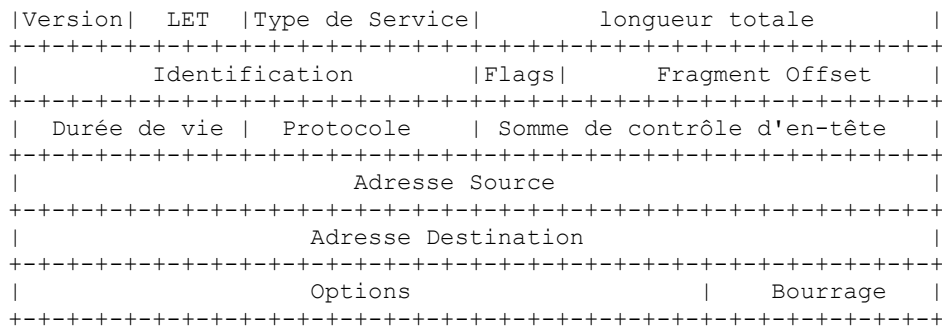 |Version|  LET  |Type de Service|        longueur totale        |
+-+-+-+-+-+-+-+-+-+-+-+-+-+-+-+-+-+-+-+-+-+-+-+-+-+-+-+-+-+-+-+-+
|         Identification        |Flags|      Fragment Offset    |
+-+-+-+-+-+-+-+-+-+-+-+-+-+-+-+-+-+-+-+-+-+-+-+-+-+-+-+-+-+-+-+-+
|  Durée de vie |  Protocole    | Somme de contrôle d'en-tête   |
+-+-+-+-+-+-+-+-+-+-+-+-+-+-+-+-+-+-+-+-+-+-+-+-+-+-+-+-+-+-+-+-+
|                       Adresse Source                          |
+-+-+-+-+-+-+-+-+-+-+-+-+-+-+-+-+-+-+-+-+-+-+-+-+-+-+-+-+-+-+-+-+
|                    Adresse Destination                        |
+-+-+-+-+-+-+-+-+-+-+-+-+-+-+-+-+-+-+-+-+-+-+-+-+-+-+-+-+-+-+-+-+
|                    Options                    |    Bourrage   |
+-+-+-+-+-+-+-+-+-+-+-+-+-+-+-+-+-+-+-+-+-+-+-+-+-+-+-+-+-+-+-+-+